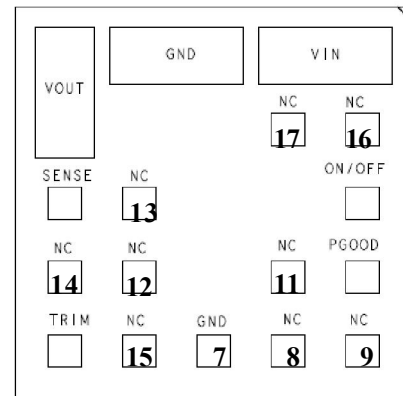 GND VIN
VOUT
NC NC
17 16
SENSE NC ON/OFF
13
NC NC NC PGOOD
14 12 11
TRIM NC GND NC NC
15 7 8 9